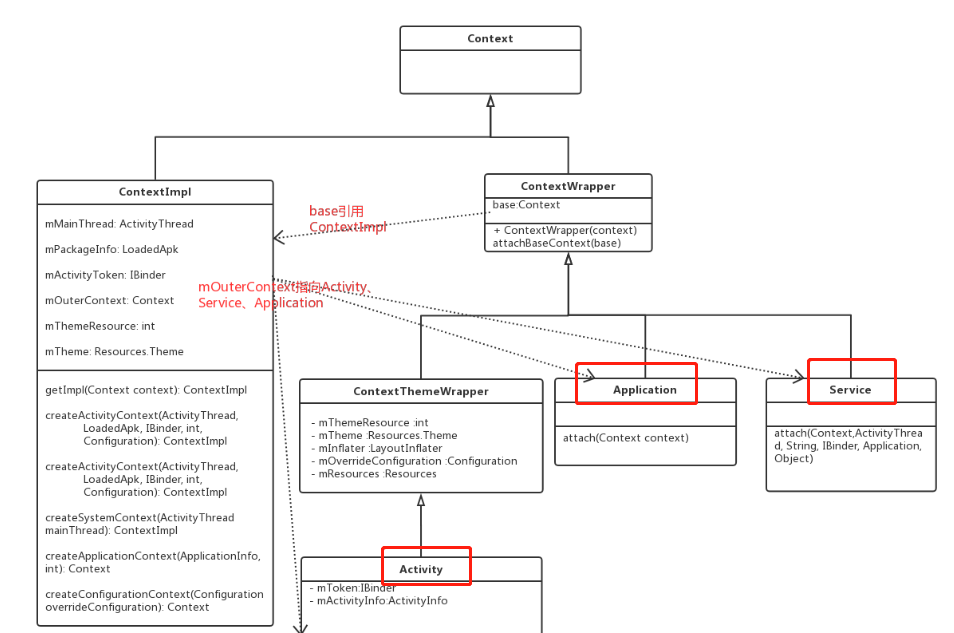 Context
ContextImpl
mMainThread: ActivityThread
mPackageInfo: LoadedApk
mActivityToken: IBinder
mOuterContext: Context
mThemeResource: int
mTheme: Resources.Theme
getImpl(Context context): ContextImpl
createActivityContext(ActivityThread,
LoadedApk, IBinder, int,
Configuration): ContextImpl
createActivityContext(ActivityThread,
LoadedApk, IBinder, int,
Configuration): ContextImpl
createSystemContext(ActivityThread
mainThread): ContextImpl
createApplicationContext(ApplicationInfo,
int): Context
createConfigurationContext(Configuration
overrideConfiguration): Context
base引用
ContextImpl
mOuterContext指向Activity、
Service、Application
ContextWrapper
base:Context
+ ContextWrapper(context)
attachBaseContext(base)
ContextThemeWrapper
- mThemeResource :int
- mTheme :Resources.Theme
- mInflater :LayoutInflater
- mOverrideConfiguration :Configuration
- mResources :Resources
Application
attach(Context context)
Service
attach(Context,ActivityThrea
d, String, IBinder, Application,
Object)
Activity
- mToken:IBinder
- mActivityInfo:ActivityInfo